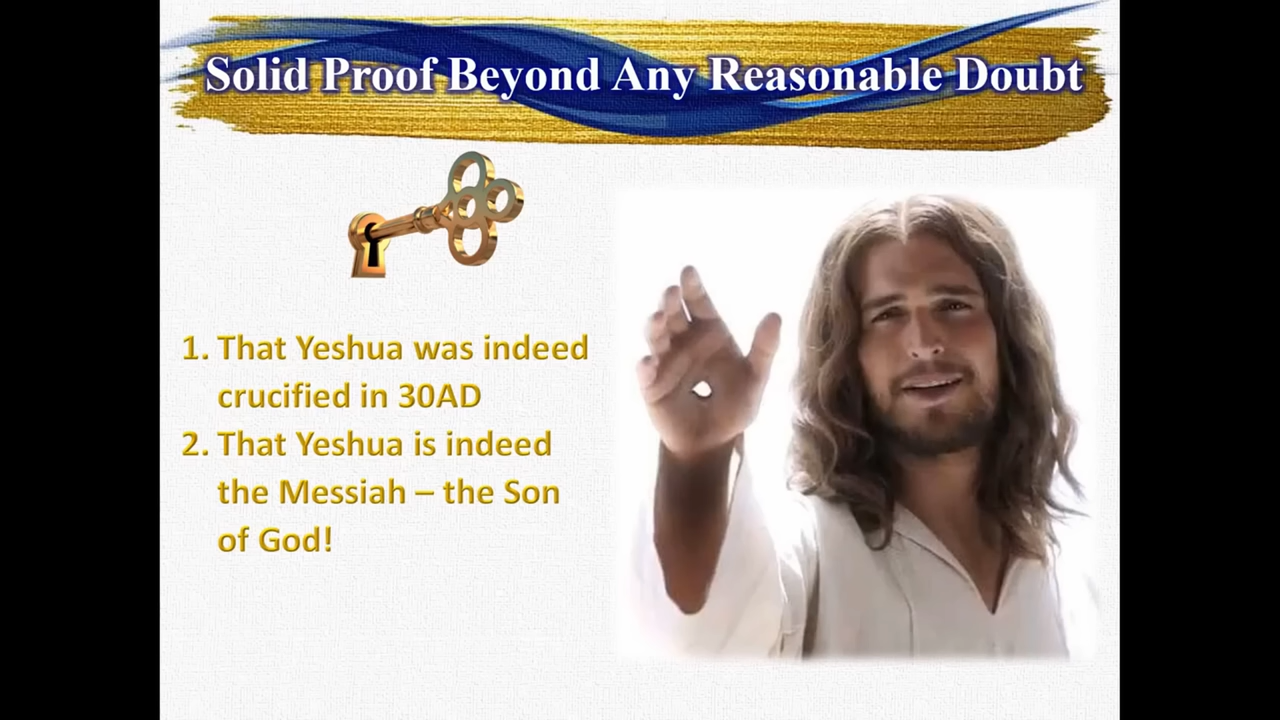 Solid Proof Beyond Any Reasonable Doubt
1. That Yeshua was indeed
crucified in 30AD
2. That Yeshua is indeed
the Messiah – the Son
of God!